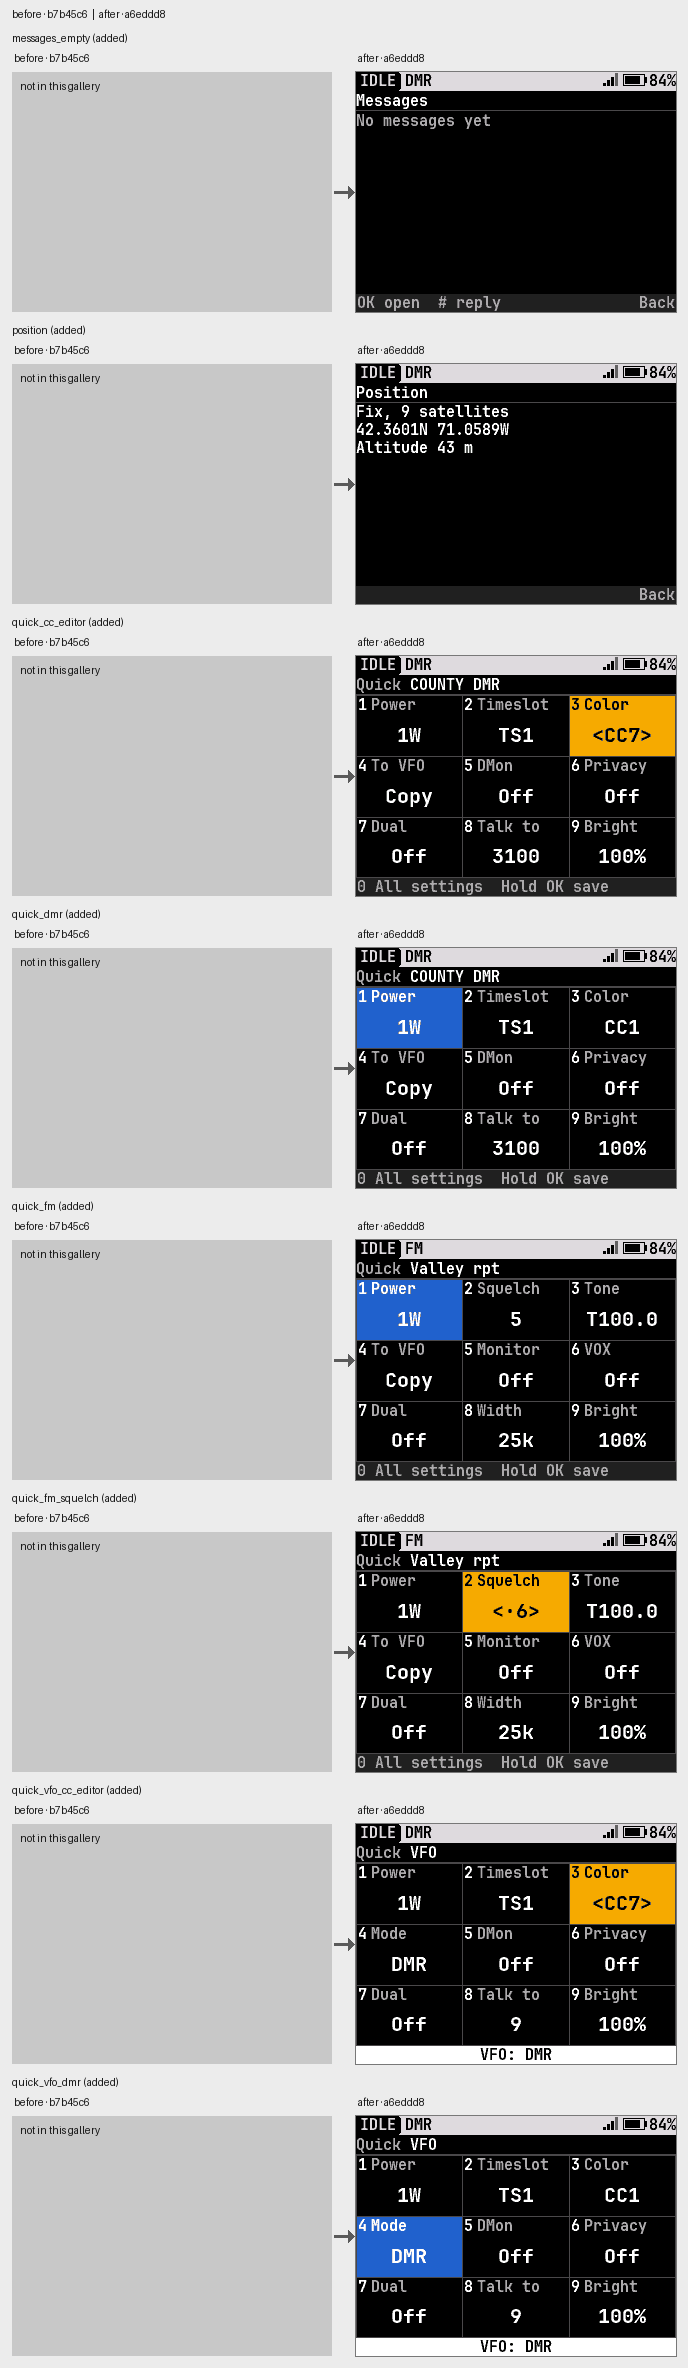 before · b7b45c6 | after · a6eddd8
messages_empty (added)
before · b7b45c6
after · a6eddd8
not in this gallery
IDLE DMR 84%
Messages
No messages yet
OK open # reply Back
position (added)
before · b7b45c6
after · a6eddd8
not in this gallery
IDLE DMR 84%
Position
Fix, 9 satellites
42.3601N 71.0589W
Altitude 43 m
Back
quick_cc_editor (added)
before · b7b45c6
after · a6eddd8
not in this gallery
IDLE DMR 84%
Quick COUNTY DMR
1 Power 2 Timeslot 3 Color
1W TS1 <CC7>
4 To VFO 5 DMon 6 Privacy
Copy Off Off
7 Dual 8 Talk to 9 Bright
Off 3100 100%
0 All settings Hold OK save
quick_dmr (added)
before · b7b45c6
after · a6eddd8
not in this gallery
IDLE DMR 84%
Quick COUNTY DMR
1 Power 2 Timeslot 3 Color
1W TS1 CC1
4 To VFO 5 DMon 6 Privacy
Copy Off Off
7 Dual 8 Talk to 9 Bright
Off 3100 100%
0 All settings Hold OK save
quick_fm (added)
before · b7b45c6
after · a6eddd8
not in this gallery
IDLE FM 84%
Quick Valley rpt
1 Power 2 Squelch 3 Tone
1W 5 T100.0
4 To VFO 5 Monitor 6 VOX
Copy Off Off
7 Dual 8 Width 9 Bright
Off 25k 100%
0 All settings Hold OK save
quick_fm_squelch (added)
before · b7b45c6
after · a6eddd8
not in this gallery
IDLE FM 84%
Quick Valley rpt
1 Power 2 Squelch 3 Tone
1W <·6> T100.0
4 To VFO 5 Monitor 6 VOX
Copy Off Off
7 Dual 8 Width 9 Bright
Off 25k 100%
0 All settings Hold OK save
quick_vfo_cc_editor (added)
before · b7b45c6
after · a6eddd8
not in this gallery
IDLE DMR 84%
Quick VFO
1 Power 2 Timeslot 3 Color
1W TS1 <CC7>
4 Mode 5 DMon 6 Privacy
DMR Off Off
7 Dual 8 Talk to 9 Bright
Off 9 100%
VFO: DMR
quick_vfo_dmr (added)
before · b7b45c6
after · a6eddd8
not in this gallery
IDLE DMR 84%
Quick VFO
1 Power 2 Timeslot 3 Color
1W TS1 CC1
4 Mode 5 DMon 6 Privacy
DMR Off Off
7 Dual 8 Talk to 9 Bright
Off 9 100%
VFO: DMR